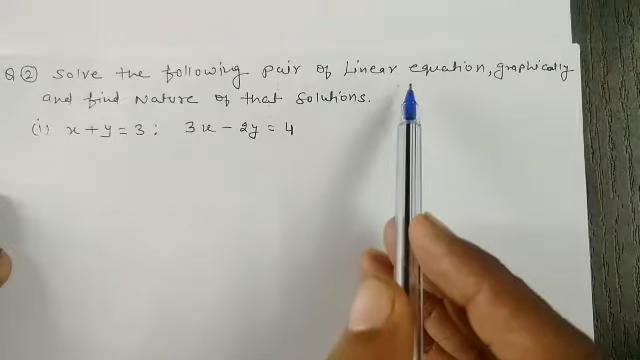 Q② Solve the following pair of Linear equation, graphically
and find Nature of that Solutions.
(i) x + y = 3 ; 3x - 2y = 4